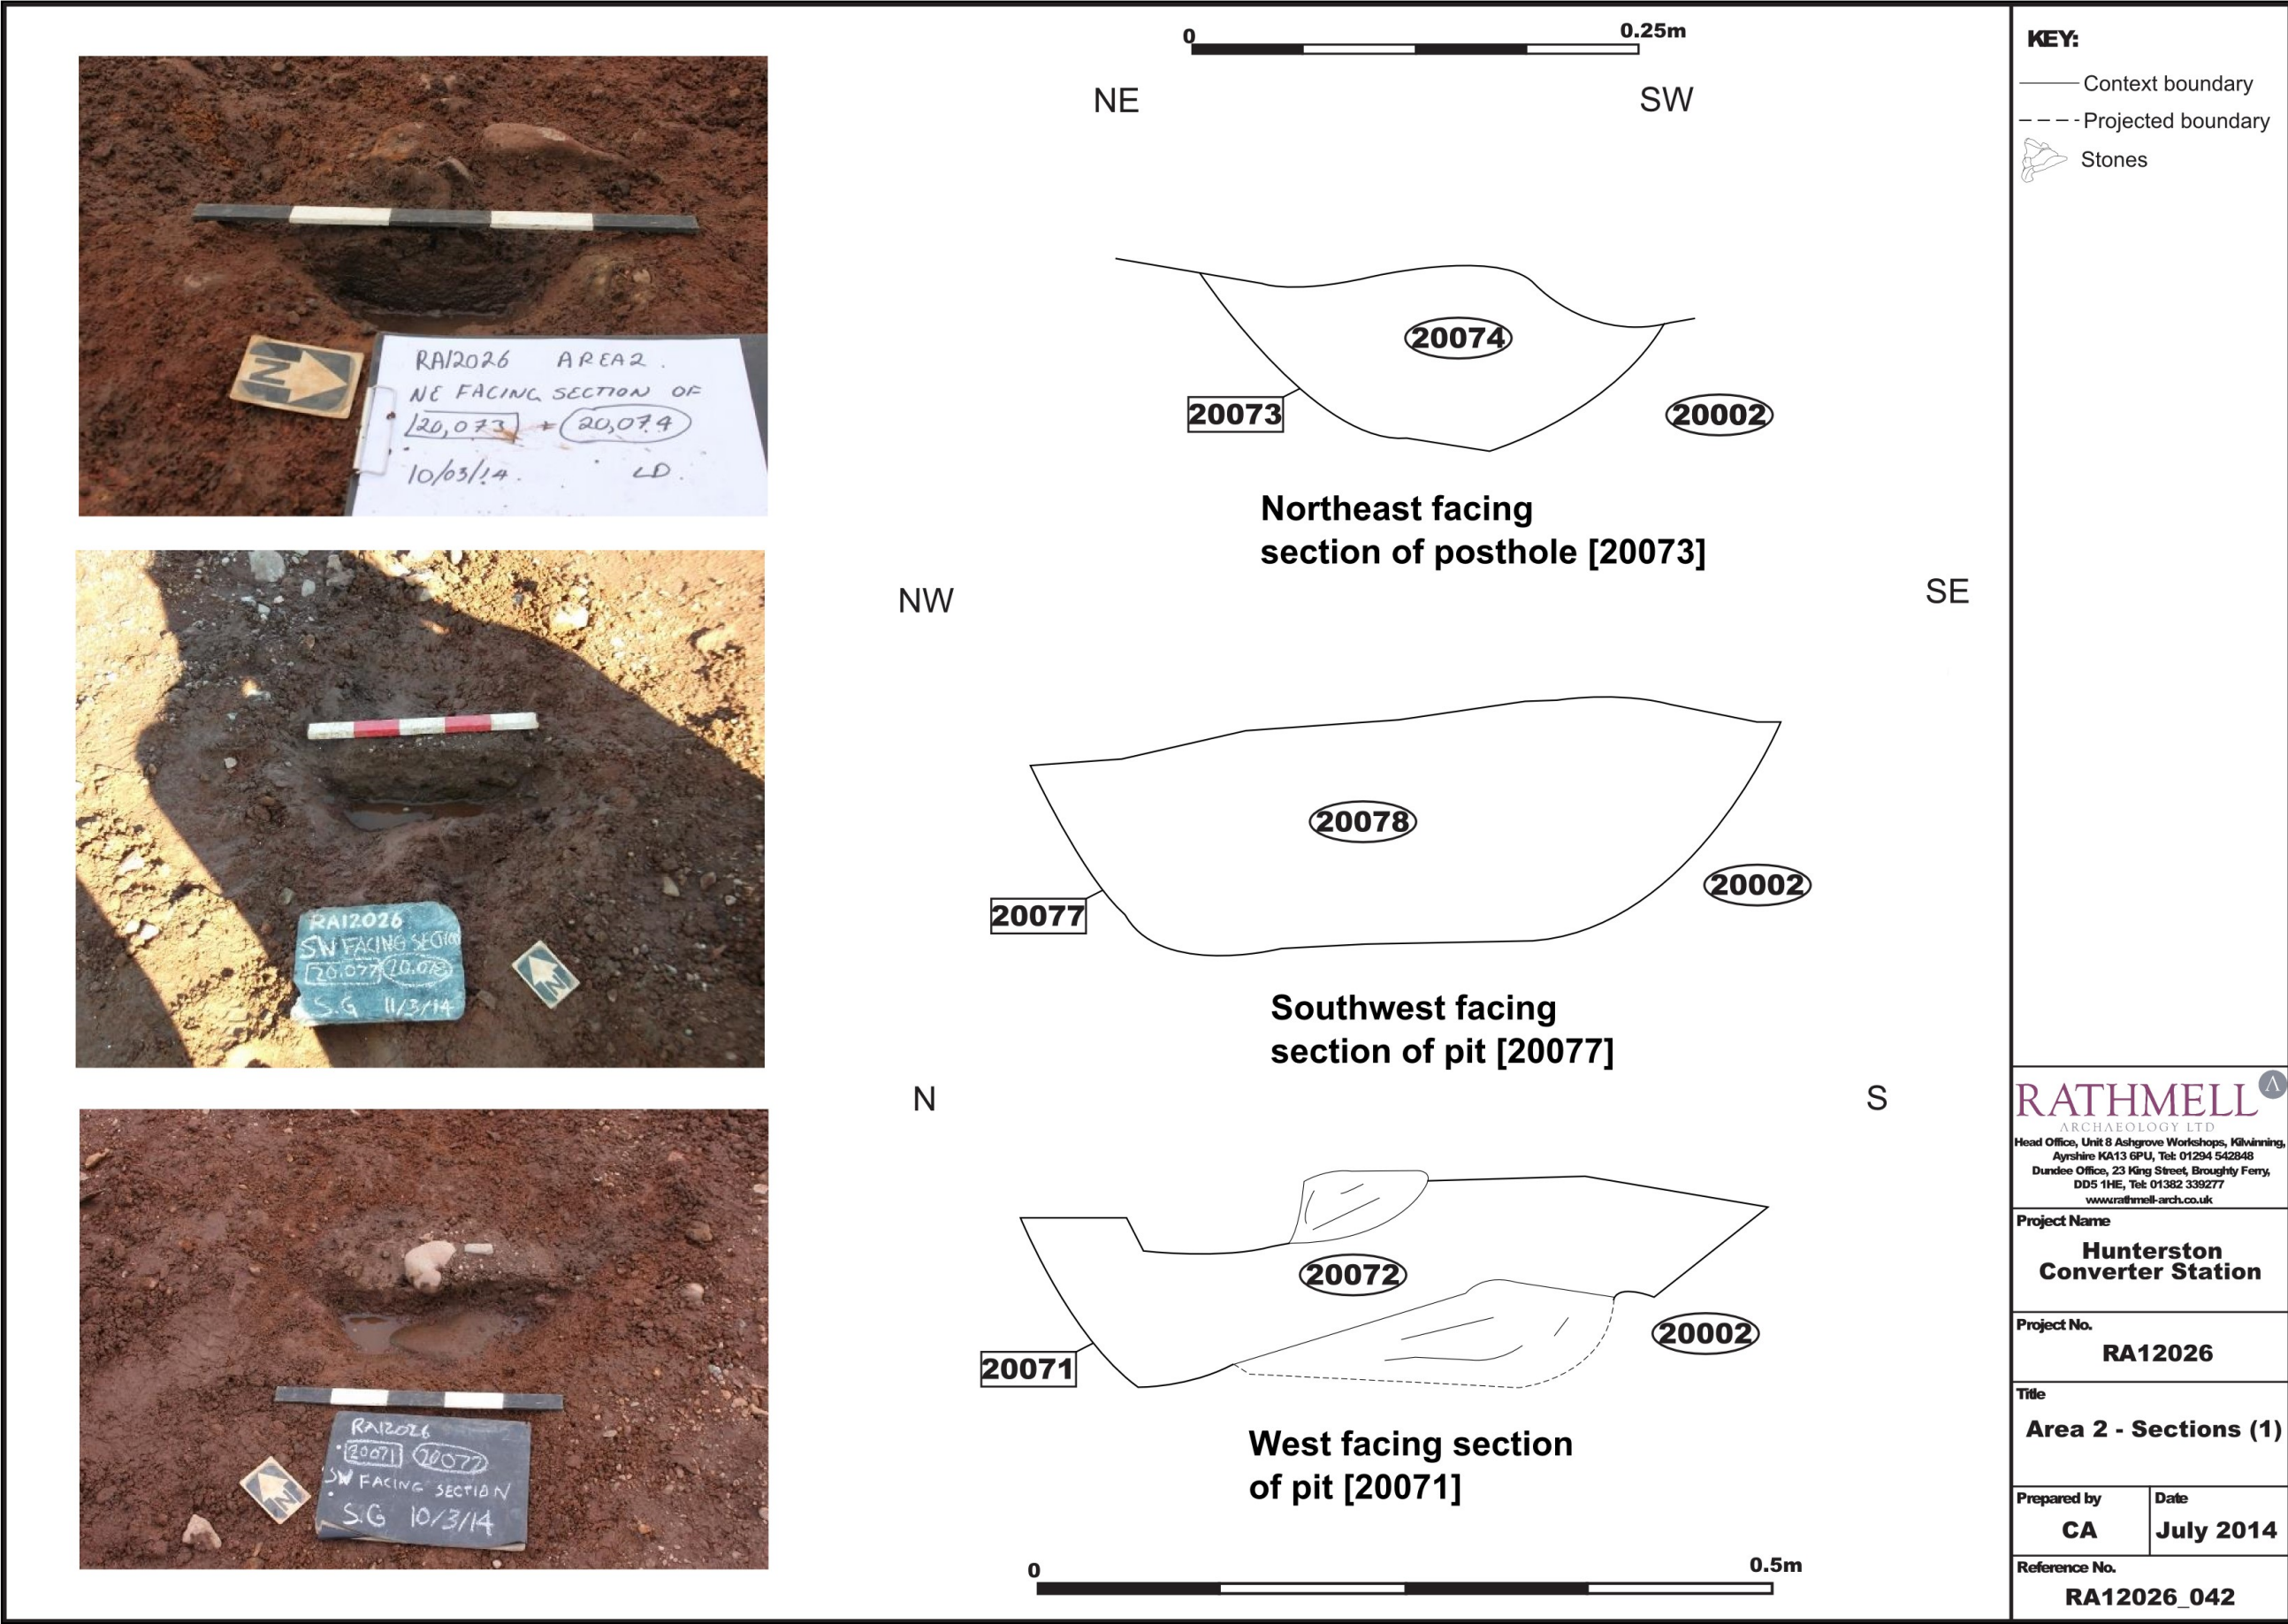 RA12026 AREA 2.
NE FACING SECTION OF
20,073 + 20,074
10/03/14. LD.
RA12026
SW FACING SECTION
20.077 20.078
S.G 11/3/14
N
RA12026
20071 20072
SW FACING SECTION
S.G 10/3/14
N
0 0.25m
NE SW
20074
20073
20002
Northeast facing
section of posthole [20073]
NW SE
20078
20077
20002
Southwest facing
section of pit [20077]
N S
20072
20071
20002
West facing section
of pit [20071]
0 0.5m
KEY:
Context boundary
Projected boundary
Stones
RATHMELL
ARCHAEOLOGY LTD
Head Office, Unit 8 Ashgrove Workshops, Kilwinning,
Ayrshire KA13 6PU, Tel: 01294 542848
Dundee Office, 23 King Street, Broughty Ferry,
DD5 1HE, Tel: 01382 339277
www.rathmell-arch.co.uk
Project Name
Hunterston
Converter Station
Project No.
RA12026
Title
Area 2 - Sections (1)
Prepared by
CA
Date
July 2014
Reference No.
RA12026_042